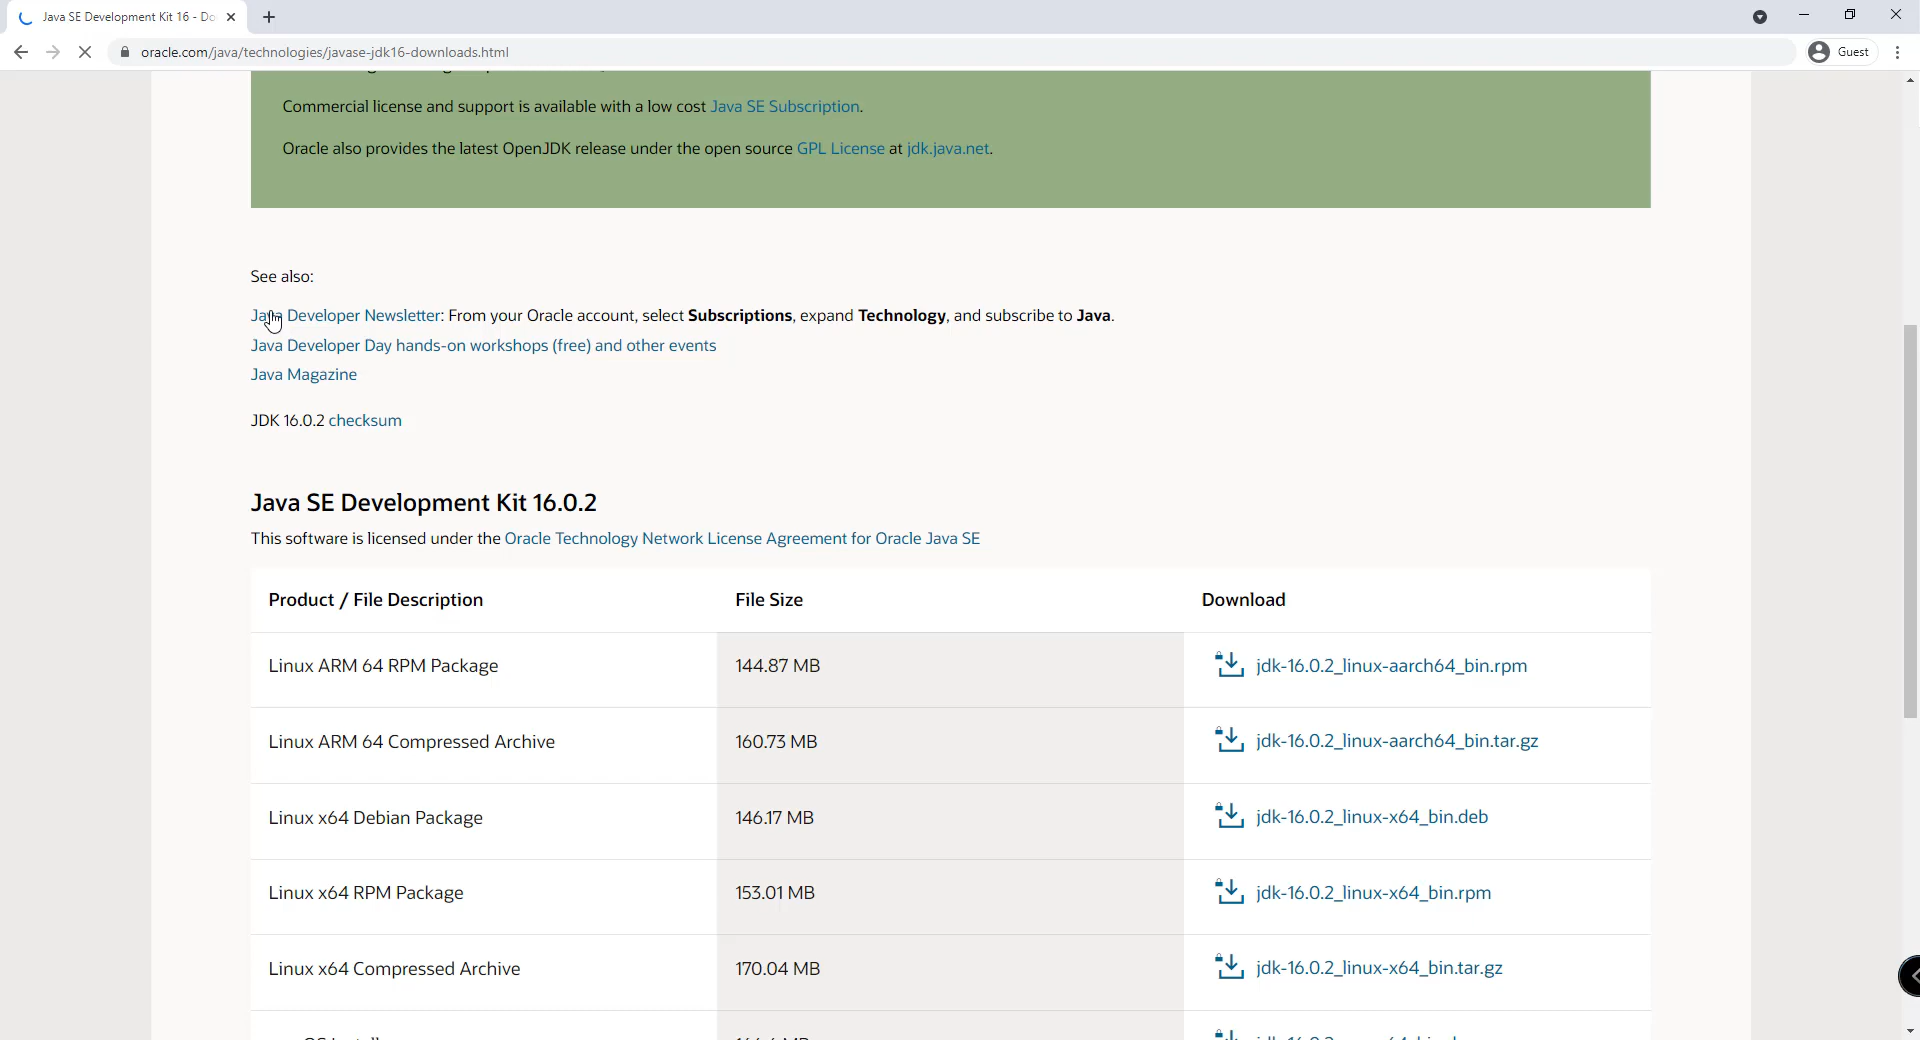 Java SE Development Kit 16 - Do
oracle.com/java/technologies/javase-jdk16-downloads.html
Guest
Commercial license and support is available with a low cost Java SE Subscription.
Oracle also provides the latest OpenJDK release under the open source GPL License at jdk.java.net.
See also:
Java Developer Newsletter: From your Oracle account, select Subscriptions, expand Technology, and subscribe to Java.
Java Developer Day hands-on workshops (free) and other events
Java Magazine
JDK 16.0.2 checksum
Java SE Development Kit 16.0.2
This software is licensed under the Oracle Technology Network License Agreement for Oracle Java SE
Product / File Description File Size Download
Linux ARM 64 RPM Package 144.87 MB jdk-16.0.2_linux-aarch64_bin.rpm
Linux ARM 64 Compressed Archive 160.73 MB jdk-16.0.2_linux-aarch64_bin.tar.gz
Linux x64 Debian Package 146.17 MB jdk-16.0.2_linux-x64_bin.deb
Linux x64 RPM Package 153.01 MB jdk-16.0.2_linux-x64_bin.rpm
Linux x64 Compressed Archive 170.04 MB jdk-16.0.2_linux-x64_bin.tar.gz